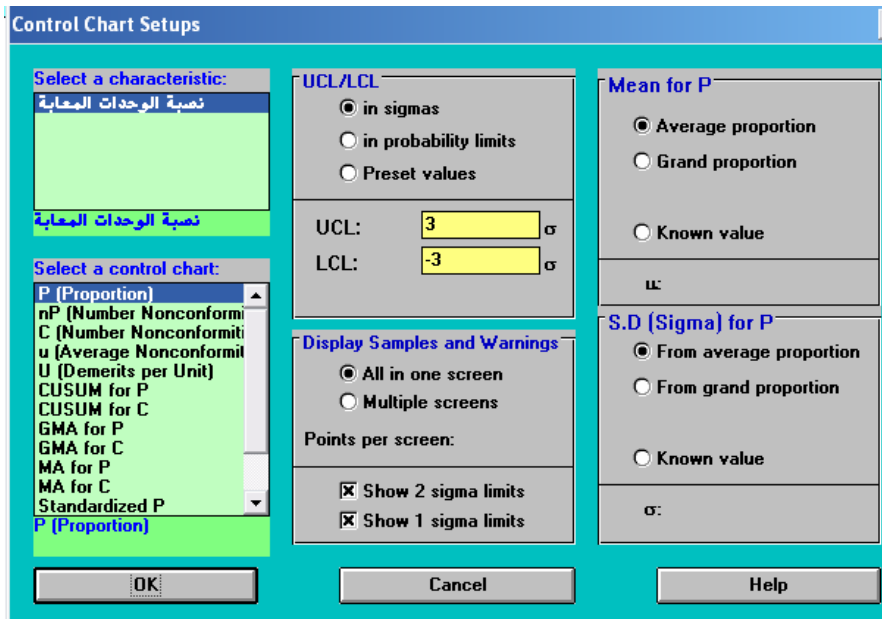 Control Chart Setups
Select a characteristic:
نصبة الوحدات المعابة
نصبة الوحدات المعابة
Select a control chart:
P (Proportion)
nP (Number Nonconformi
C (Number Nonconformiti
u (Average Nonconformit
U (Demerits per Unit)
CUSUM for P
CUSUM for C
GMA for P
GMA for C
MA for P
MA for C
Standardized P
P (Proportion)
UCL/LCL
in sigmas
in probability limits
Preset values
UCL: 3 σ
LCL: -3 σ
Display Samples and Warnings
All in one screen
Multiple screens
Points per screen:
Show 2 sigma limits
Show 1 sigma limits
Mean for P
Average proportion
Grand proportion
Known value
u:
S.D (Sigma) for P
From average proportion
From grand proportion
Known value
σ:
OK
Cancel
Help